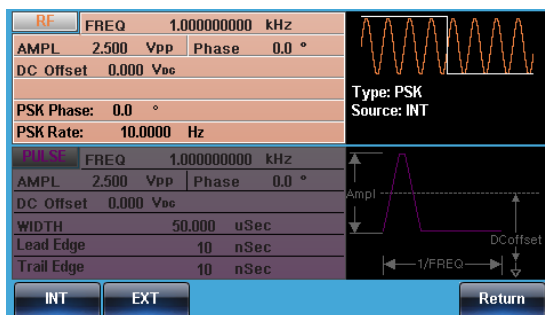 RF FREQ 1.000000000 kHz
AMPL 2.500 Vpp Phase 0.0 °
DC Offset 0.000 VDC
PSK Phase: 0.0 °
PSK Rate: 10.0000 Hz
Type: PSK
Source: INT
PULSE FREQ 1.000000000 kHz
AMPL 2.500 Vpp Phase 0.0 °
DC Offset 0.000 VDC
WIDTH 50.000 uSec
Lead Edge 10 nSec
Trail Edge 10 nSec
Ampl
DCoffset
1/FREQ
INT EXT Return